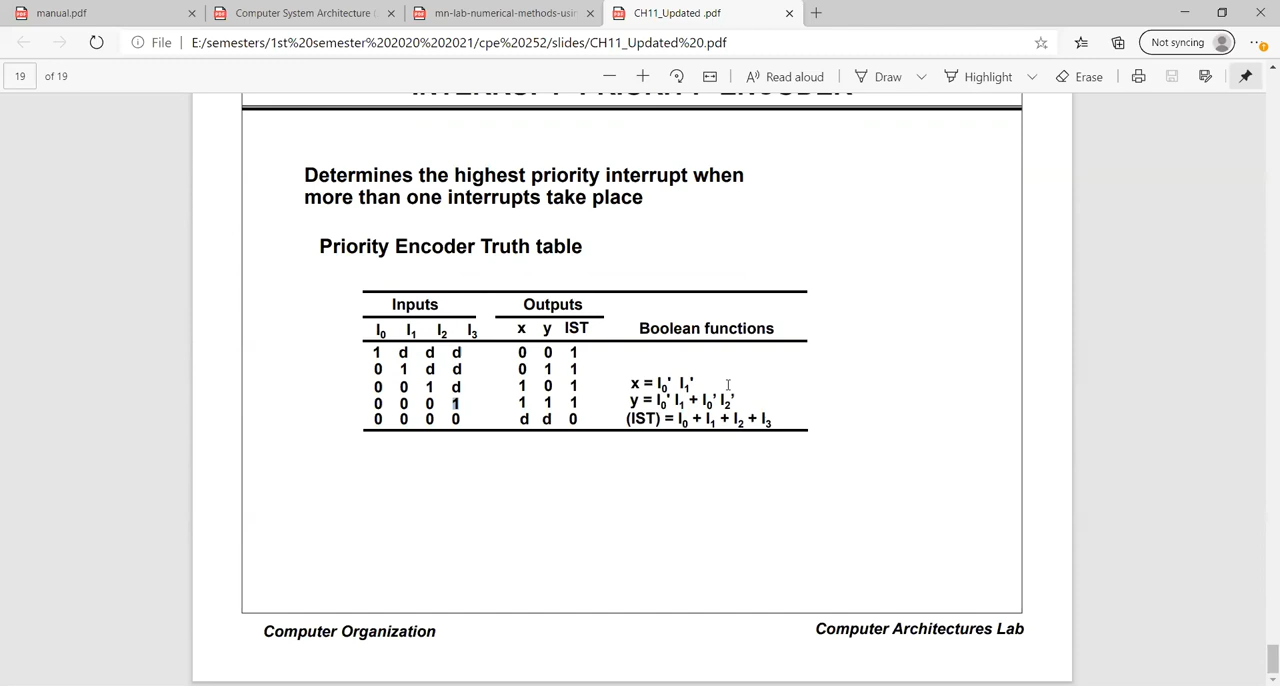 manual.pdf
Computer System Architecture (
mn-lab-numerical-methods-usin
CH11_Updated .pdf
File | E:/semesters/1st%20semester%202020%202021/cpe%20252/slides/CH11_Updated%20.pdf
Not syncing
19 of 19
Read aloud
Draw
Highlight
Erase
INTERRUPT PRIORITY ENCODER
Determines the highest priority interrupt when
more than one interrupts take place
Priority Encoder Truth table
Inputs Outputs
I₀ I₁ I₂ I₃ x y IST Boolean functions
1 d d d 0 0 1
0 1 d d 0 1 1
0 0 1 d 1 0 1 x = I₀' I₁'
0 0 0 1 1 1 1 y = I₀' I₁ + I₀' I₂'
0 0 0 0 d d 0 (IST) = I₀ + I₁ + I₂ + I₃
Computer Organization
Computer Architectures Lab